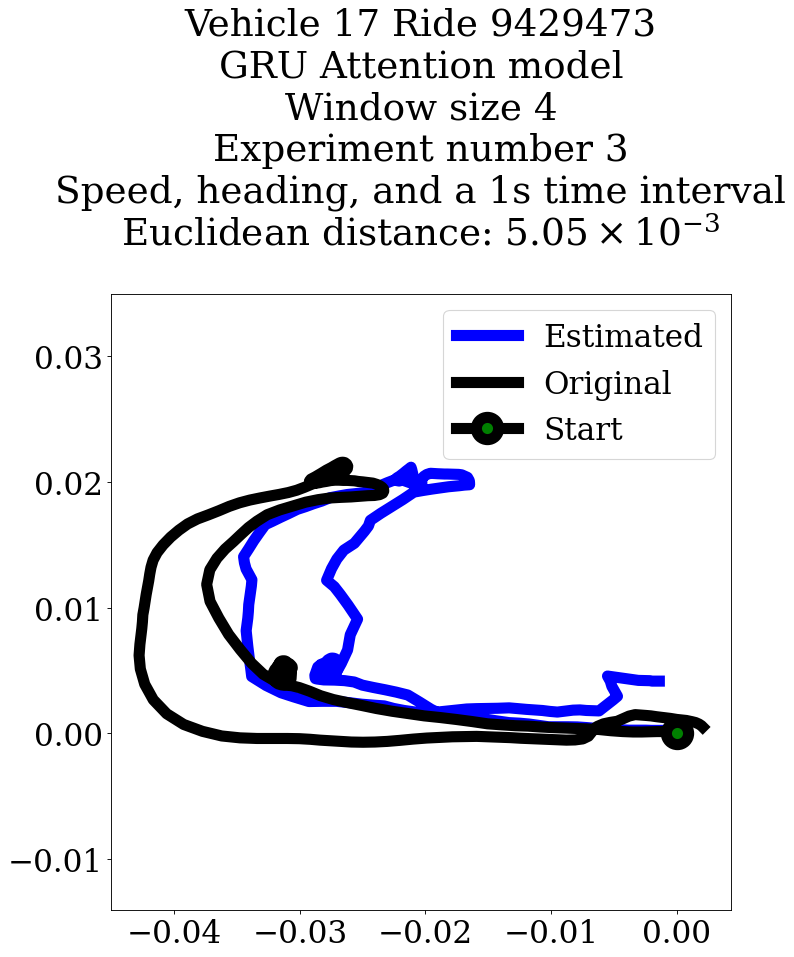 Vehicle 17 Ride 9429473
GRU Attention model
Window size 4
Experiment number 3
Speed, heading, and a 1s time interval
Euclidean distance: 5.05 × 10⁻³
Estimated
Original
Start
0.03
0.02
0.01
0.00
−0.01
−0.04 −0.03 −0.02 −0.01 0.00